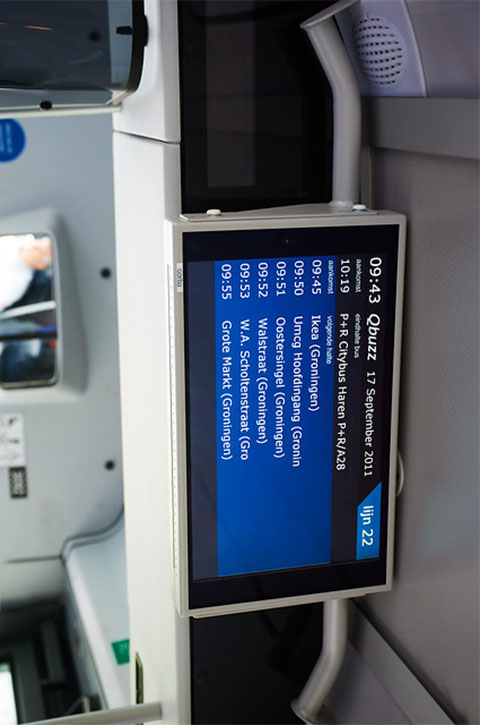 09:43 Qbuzz 17 September 2011 lijn 22
aankomst eindhalte bus
10:19 P+R Citybus Haren P+R/A28
aankomst volgende halte
09:45 Ikea (Groningen)
09:50 Umcg Hoofdingang (Gronin
09:51 Oostersingel (Groningen)
09:52 Walstraat (Groningen)
09:53 W.A. Scholtenstraat (Gro
09:55 Grote Markt (Groningen)